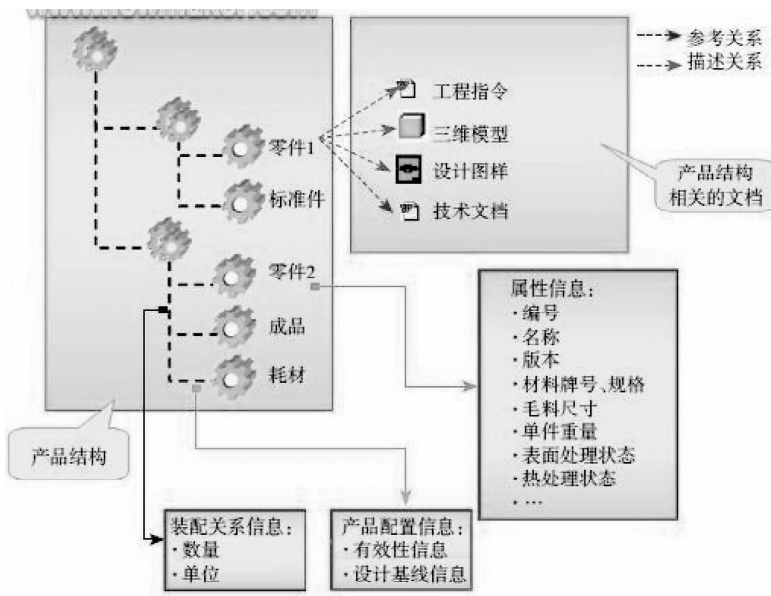 参考关系
描述关系
工程指令
三维模型
设计图样
技术文档
产品结构
相关的文档
零件1
标准件
零件2
成品
耗材
产品结构
属性信息：
·编号
·名称
·版本
·材料牌号、规格
·毛料尺寸
·单件重量
·表面处理状态
·热处理状态
·…
装配关系信息：
·数量
·单位
产品配置信息：
·有效性信息
·设计基线信息